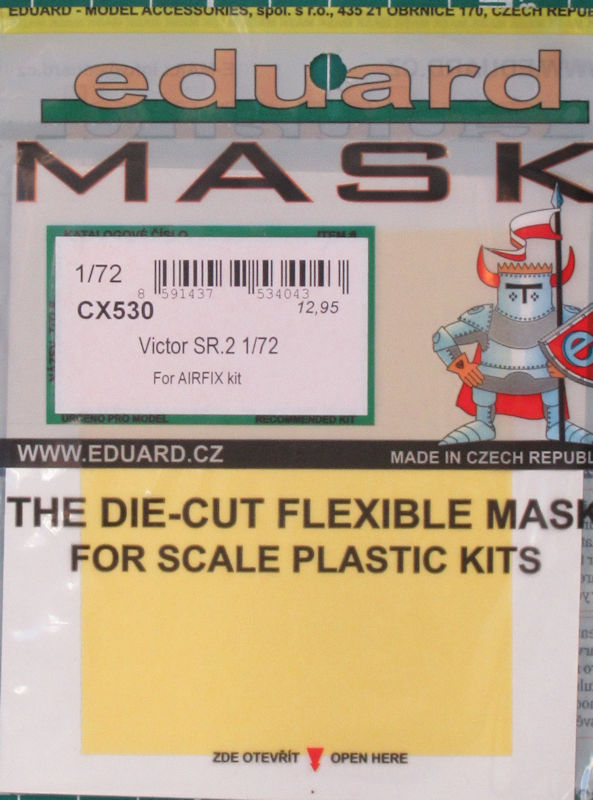 EDUARD - MODEL ACCESSORIES, spol. s r.o., 435 21 OBRNICE 170, CZECH REPU
eduard
MASK
KATALOGOVÉ ČÍSLO ITEM #
1/72
8 591437 534043
CX530 12,95
Victor SR.2 1/72
For AIRFIX kit
URČENO PRO MODEL RECOMMENDED KIT
e
WWW.EDUARD.CZ MADE IN CZECH REPUBL
THE DIE-CUT FLEXIBLE MASK
FOR SCALE PLASTIC KITS
ZDE OTEVŘÍT OPEN HERE